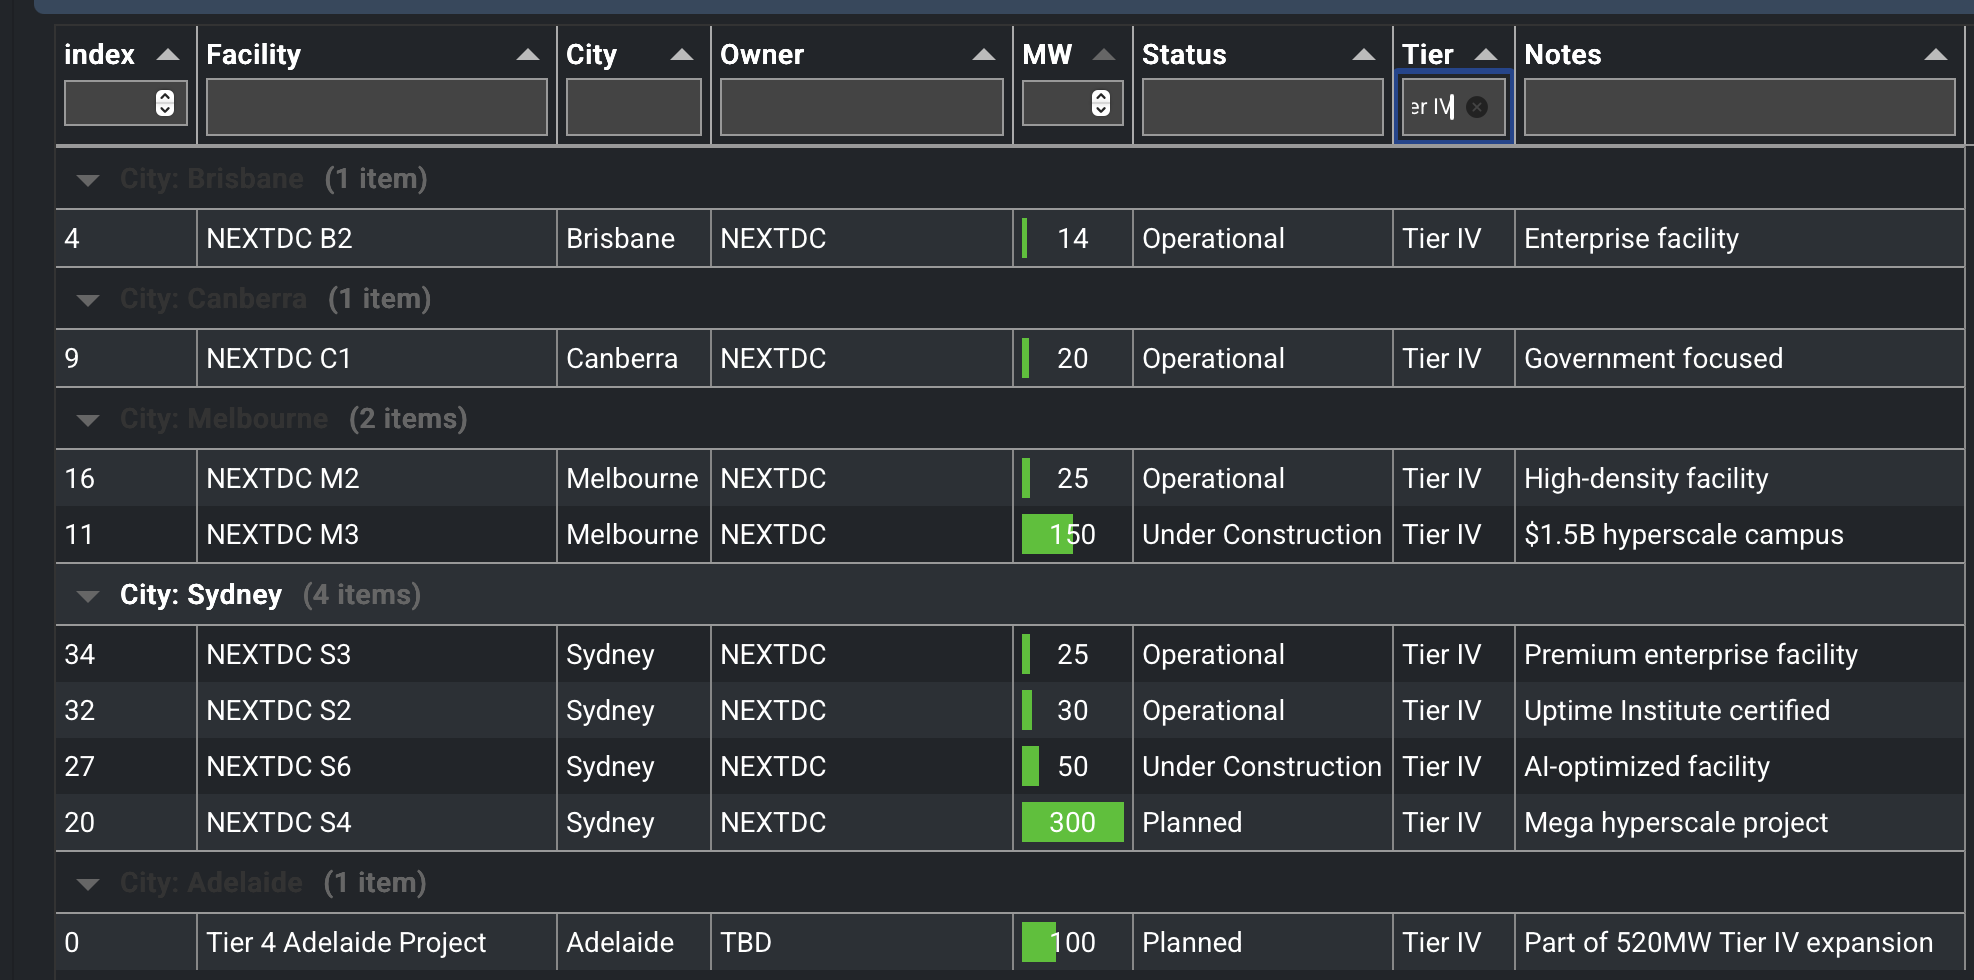 index Facility City Owner MW Status Tier Notes
er IV
City: Brisbane (1 item)
4 NEXTDC B2 Brisbane NEXTDC 14 Operational Tier IV Enterprise facility
City: Canberra (1 item)
9 NEXTDC C1 Canberra NEXTDC 20 Operational Tier IV Government focused
City: Melbourne (2 items)
16 NEXTDC M2 Melbourne NEXTDC 25 Operational Tier IV High-density facility
11 NEXTDC M3 Melbourne NEXTDC 150 Under Construction Tier IV $1.5B hyperscale campus
City: Sydney (4 items)
34 NEXTDC S3 Sydney NEXTDC 25 Operational Tier IV Premium enterprise facility
32 NEXTDC S2 Sydney NEXTDC 30 Operational Tier IV Uptime Institute certified
27 NEXTDC S6 Sydney NEXTDC 50 Under Construction Tier IV AI-optimized facility
20 NEXTDC S4 Sydney NEXTDC 300 Planned Tier IV Mega hyperscale project
City: Adelaide (1 item)
0 Tier 4 Adelaide Project Adelaide TBD 100 Planned Tier IV Part of 520MW Tier IV expansion